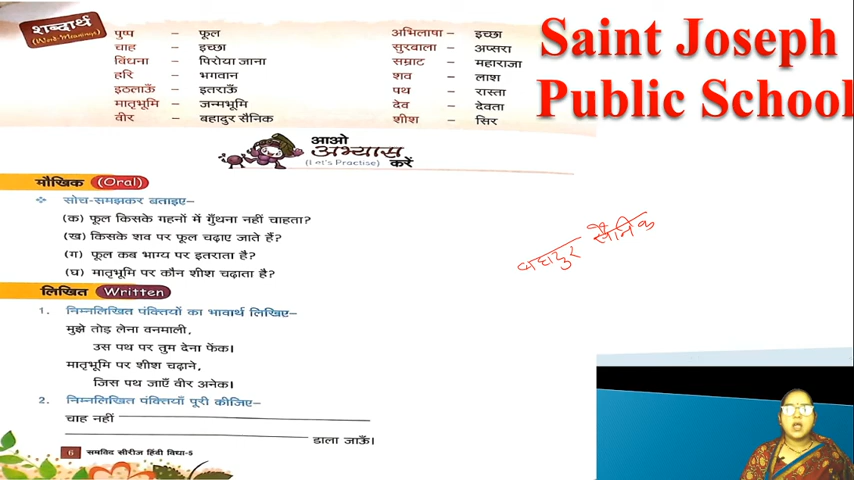 शब्दार्थ
(Word-Meanings)
पुष्प – फूल
चाह – इच्छा
बिंधना – पिरोया जाना
हरि – भगवान
इठलाऊँ – इतराऊँ
मातृभूमि – जन्मभूमि
वीर – बहादुर सैनिक
अभिलाषा – इच्छा
सुरबाला – अप्सरा
सम्राट – महाराजा
शव – लाश
पथ – रास्ता
देव – देवता
शीश – सिर
Saint Joseph
Public School
आओ
अभ्यास
(Let's Practise) करें
मौखिक (Oral)
सोच-समझकर बताइए–
(क) फूल किसके गहनों में गुँथना नहीं चाहता?
(ख) किसके शव पर फूल चढ़ाए जाते हैं?
(ग) फूल कब भाग्य पर इतराता है?
(घ) मातृभूमि पर कौन शीश चढ़ाता है?
बहादुर सैनिक
लिखित Written
1. निम्नलिखित पंक्तियों का भावार्थ लिखिए–
मुझे तोड़ लेना वनमाली,
उस पथ पर तुम देना फेंक।
मातृभूमि पर शीश चढ़ाने,
जिस पथ जाएँ वीर अनेक।
2. निम्नलिखित पंक्तियाँ पूरी कीजिए–
चाह नहीं
डाला जाऊँ।
6 समविद सीरीज हिंदी विधा-5